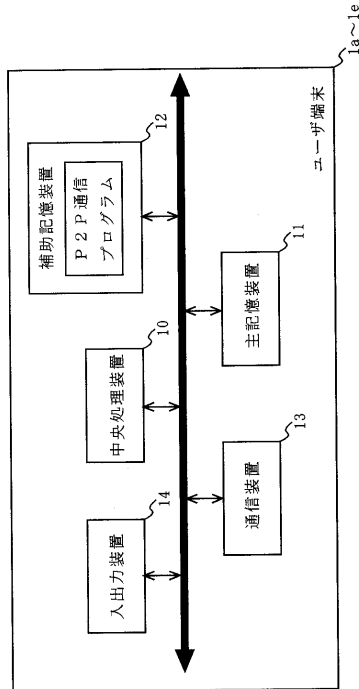 補助記憶装置
P2P通信
プログラム
12
中央処理装置
10
入出力装置
14
主記憶装置
11
通信装置
13
ユーザ端末
1a~1e